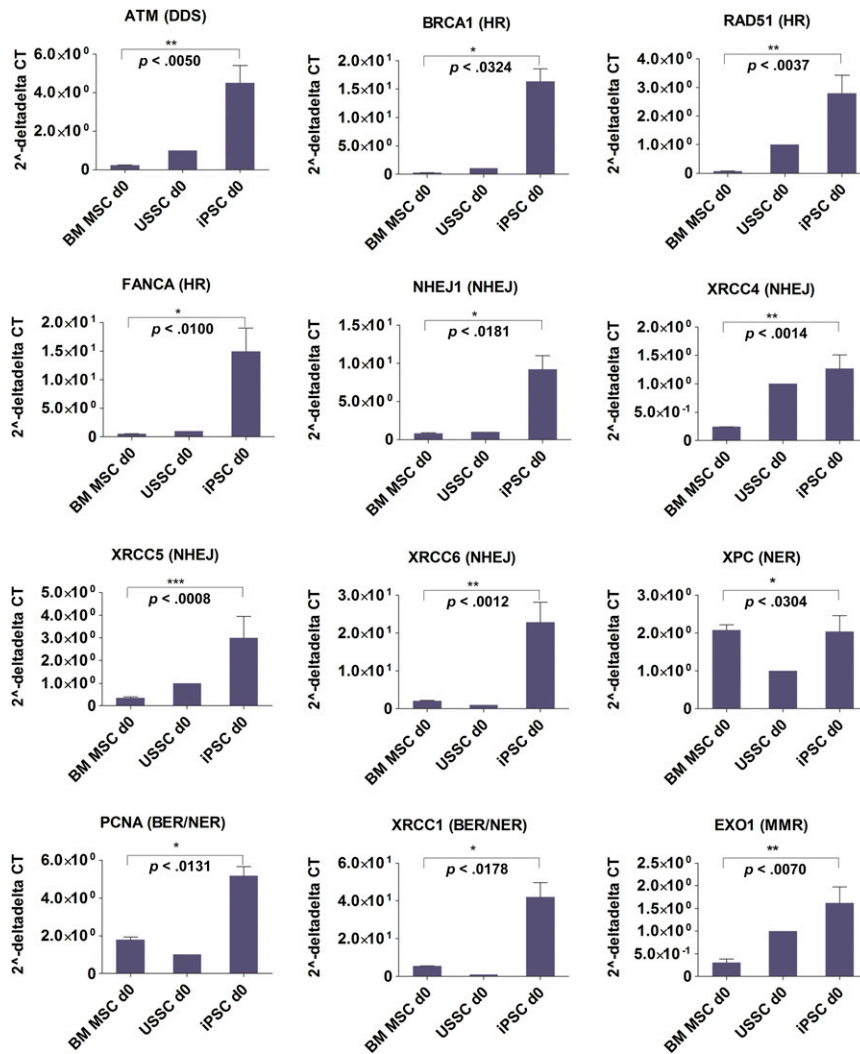 ATM (DDS)
2^-deltadelta CT
6.0×10⁰
4.0×10⁰
2.0×10⁰
0
**
p < .0050
BM MSC d0
USSC d0
iPSC d0
BRCA1 (HR)
2^-deltadelta CT
2.0×10¹
1.5×10¹
1.0×10¹
5.0×10⁰
0
*
p < .0324
BM MSC d0
USSC d0
iPSC d0
RAD51 (HR)
2^-deltadelta CT
4.0×10⁰
3.0×10⁰
2.0×10⁰
1.0×10⁰
0
**
p < .0037
BM MSC d0
USSC d0
iPSC d0
FANCA (HR)
2^-deltadelta CT
2.0×10¹
1.5×10¹
1.0×10¹
5.0×10⁰
0
*
p < .0100
BM MSC d0
USSC d0
iPSC d0
NHEJ1 (NHEJ)
2^-deltadelta CT
1.5×10¹
1.0×10¹
5.0×10⁰
0
*
p < .0181
BM MSC d0
USSC d0
iPSC d0
XRCC4 (NHEJ)
2^-deltadelta CT
2.0×10⁰
1.5×10⁰
1.0×10⁰
5.0×10⁻¹
0
**
p < .0014
BM MSC d0
USSC d0
iPSC d0
XRCC5 (NHEJ)
2^-deltadelta CT
5.0×10⁰
4.0×10⁰
3.0×10⁰
2.0×10⁰
1.0×10⁰
0
***
p < .0008
BM MSC d0
USSC d0
iPSC d0
XRCC6 (NHEJ)
2^-deltadelta CT
3.0×10¹
2.0×10¹
1.0×10¹
0
**
p < .0012
BM MSC d0
USSC d0
iPSC d0
XPC (NER)
2^-deltadelta CT
3.0×10⁰
2.0×10⁰
1.0×10⁰
0
*
p < .0304
BM MSC d0
USSC d0
iPSC d0
PCNA (BER/NER)
2^-deltadelta CT
6.0×10⁰
4.0×10⁰
2.0×10⁰
0
*
p < .0131
BM MSC d0
USSC d0
iPSC d0
XRCC1 (BER/NER)
2^-deltadelta CT
6.0×10¹
4.0×10¹
2.0×10¹
0
*
p < .0178
BM MSC d0
USSC d0
iPSC d0
EXO1 (MMR)
2^-deltadelta CT
2.5×10⁰
2.0×10⁰
1.5×10⁰
1.0×10⁰
5.0×10⁻¹
0
**
p < .0070
BM MSC d0
USSC d0
iPSC d0